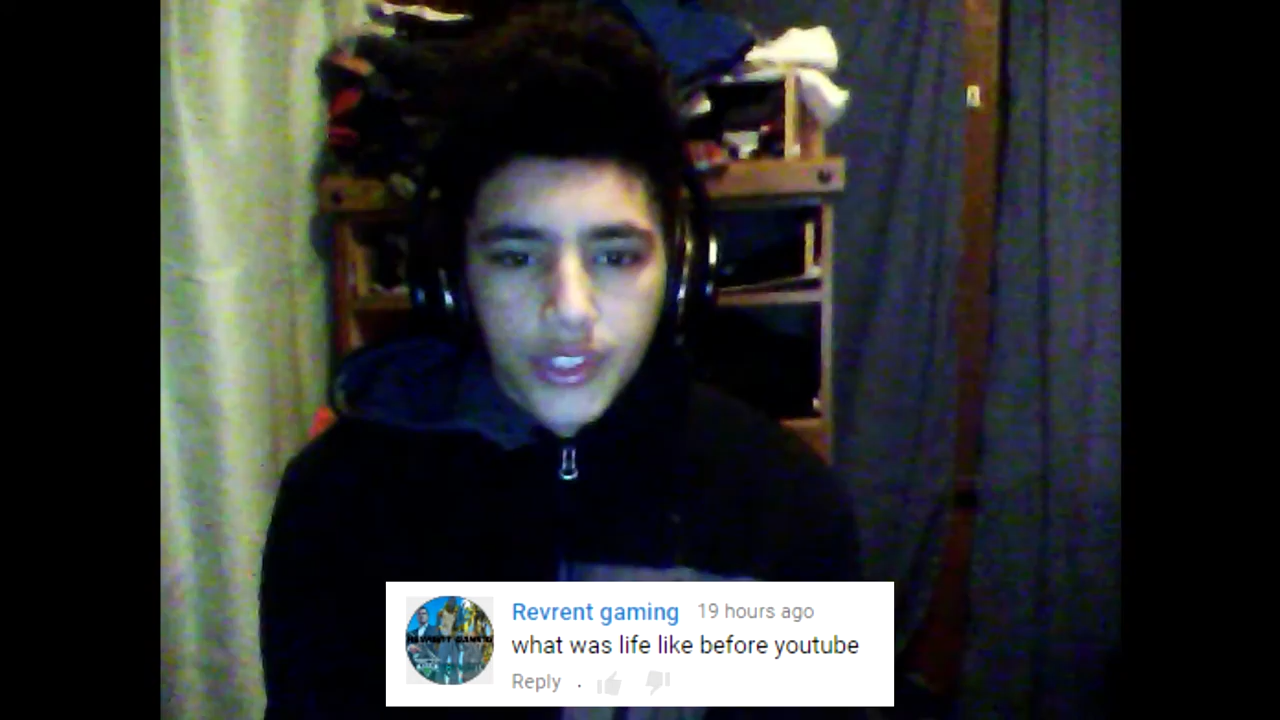 Revrent gaming 19 hours ago
what was life like before youtube
Reply .